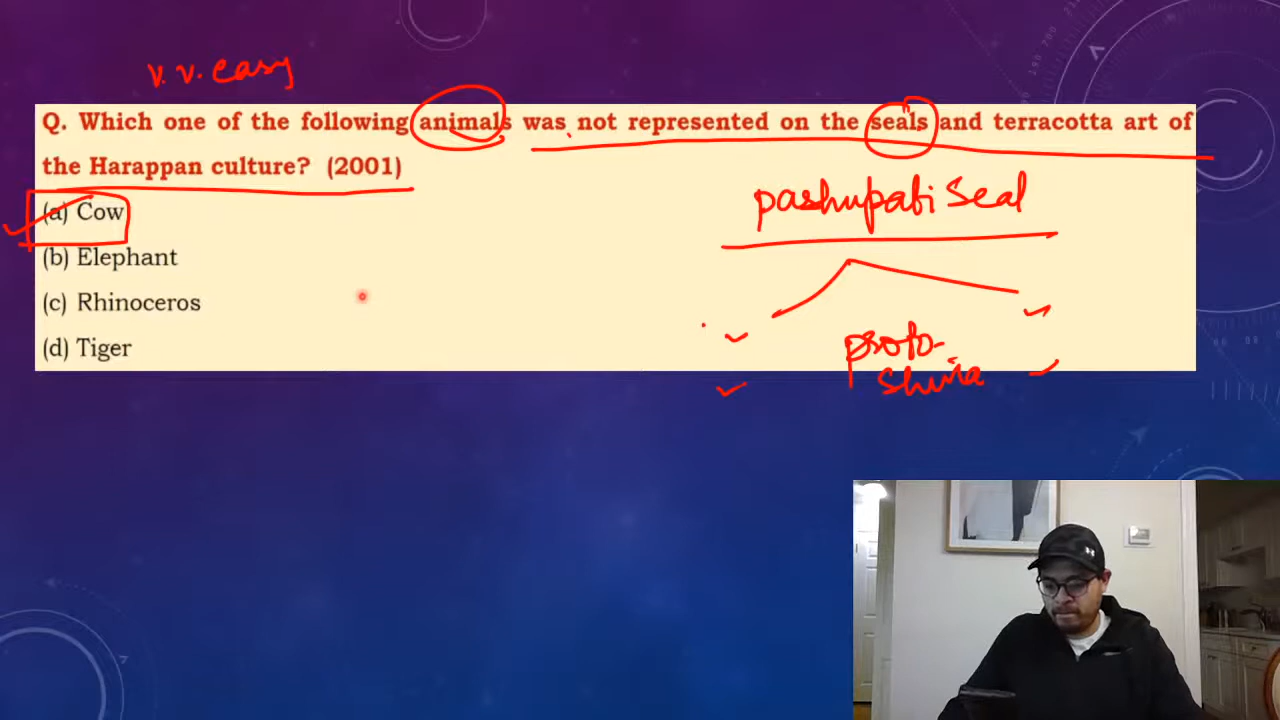 v. v. easy
Q. Which one of the following animals was not represented on the seals and terracotta art of
the Harappan culture? (2001)
(a) Cow
(b) Elephant
(c) Rhinoceros
(d) Tiger
pashupati Seal
proto-
Shiva